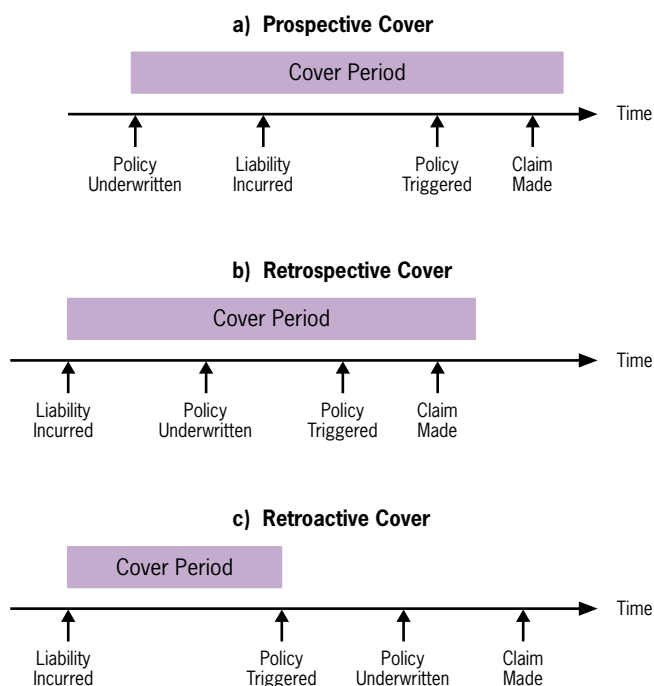 a) Prospective Cover
Cover Period
Time
Policy
Underwritten
Liability
Incurred
Policy
Triggered
Claim
Made
b) Retrospective Cover
Cover Period
Time
Liability
Incurred
Policy
Underwritten
Policy
Triggered
Claim
Made
c) Retroactive Cover
Cover Period
Time
Liability
Incurred
Policy
Triggered
Policy
Underwritten
Claim
Made